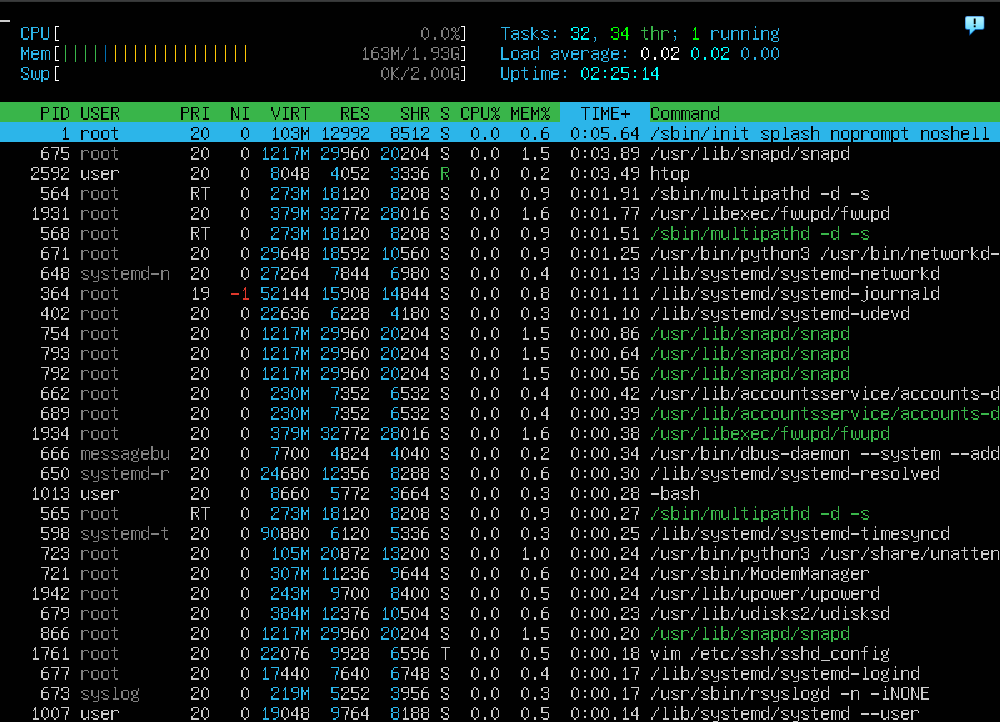 CPU[ 0.0%] Tasks: 32, 34 thr; 1 running
Mem[||||||||||||||||||| 163M/1.93G] Load average: 0.02 0.02 0.00
Swp[ 0K/2.00G] Uptime: 02:25:14
PID USER PRI NI VIRT RES SHR S CPU% MEM% TIME+ Command
1 root 20 0 103M 12992 8512 S 0.0 0.6 0:05.64 /sbin/init splash noprompt noshell
675 root 20 0 1217M 29960 20204 S 0.0 1.5 0:03.89 /usr/lib/snapd/snapd
2592 user 20 0 8048 4052 3336 R 0.0 0.2 0:03.49 htop
564 root RT 0 273M 18120 8208 S 0.0 0.9 0:01.91 /sbin/multipathd -d -s
1931 root 20 0 379M 32772 28016 S 0.0 1.6 0:01.77 /usr/libexec/fwupd/fwupd
568 root RT 0 273M 18120 8208 S 0.0 0.9 0:01.51 /sbin/multipathd -d -s
671 root 20 0 29648 18592 10560 S 0.0 0.9 0:01.25 /usr/bin/python3 /usr/bin/networkd-
648 systemd-n 20 0 27264 7844 6980 S 0.0 0.4 0:01.13 /lib/systemd/systemd-networkd
364 root 19 -1 52144 15908 14844 S 0.0 0.8 0:01.11 /lib/systemd/systemd-journald
402 root 20 0 22636 6228 4180 S 0.0 0.3 0:01.10 /lib/systemd/systemd-udevd
754 root 20 0 1217M 29960 20204 S 0.0 1.5 0:00.86 /usr/lib/snapd/snapd
793 root 20 0 1217M 29960 20204 S 0.0 1.5 0:00.64 /usr/lib/snapd/snapd
792 root 20 0 1217M 29960 20204 S 0.0 1.5 0:00.56 /usr/lib/snapd/snapd
662 root 20 0 230M 7352 6532 S 0.0 0.4 0:00.42 /usr/lib/accountsservice/accounts-d
689 root 20 0 230M 7352 6532 S 0.0 0.4 0:00.39 /usr/lib/accountsservice/accounts-d
1934 root 20 0 379M 32772 28016 S 0.0 1.6 0:00.38 /usr/libexec/fwupd/fwupd
666 messagebu 20 0 7700 4824 4040 S 0.0 0.2 0:00.34 /usr/bin/dbus-daemon --system --add
650 systemd-r 20 0 24680 12356 8288 S 0.0 0.6 0:00.30 /lib/systemd/systemd-resolved
1013 user 20 0 8660 5772 3664 S 0.0 0.3 0:00.28 -bash
565 root RT 0 273M 18120 8208 S 0.0 0.9 0:00.27 /sbin/multipathd -d -s
598 systemd-t 20 0 90880 6120 5336 S 0.0 0.3 0:00.25 /lib/systemd/systemd-timesyncd
723 root 20 0 105M 20872 13200 S 0.0 1.0 0:00.24 /usr/bin/python3 /usr/share/unatten
721 root 20 0 307M 11236 9644 S 0.0 0.6 0:00.24 /usr/sbin/ModemManager
1942 root 20 0 243M 9700 8400 S 0.0 0.5 0:00.24 /usr/lib/upower/upowerd
679 root 20 0 384M 12376 10504 S 0.0 0.6 0:00.23 /usr/lib/udisks2/udisksd
866 root 20 0 1217M 29960 20204 S 0.0 1.5 0:00.20 /usr/lib/snapd/snapd
1761 root 20 0 22076 9928 6596 T 0.0 0.5 0:00.18 vim /etc/ssh/sshd_config
677 root 20 0 17440 7640 6748 S 0.0 0.4 0:00.17 /lib/systemd/systemd-logind
673 syslog 20 0 219M 5252 3956 S 0.0 0.3 0:00.17 /usr/sbin/rsyslogd -n -iNONE
1007 user 20 0 19048 9764 8188 S 0.0 0.5 0:00.14 /lib/systemd/systemd --user